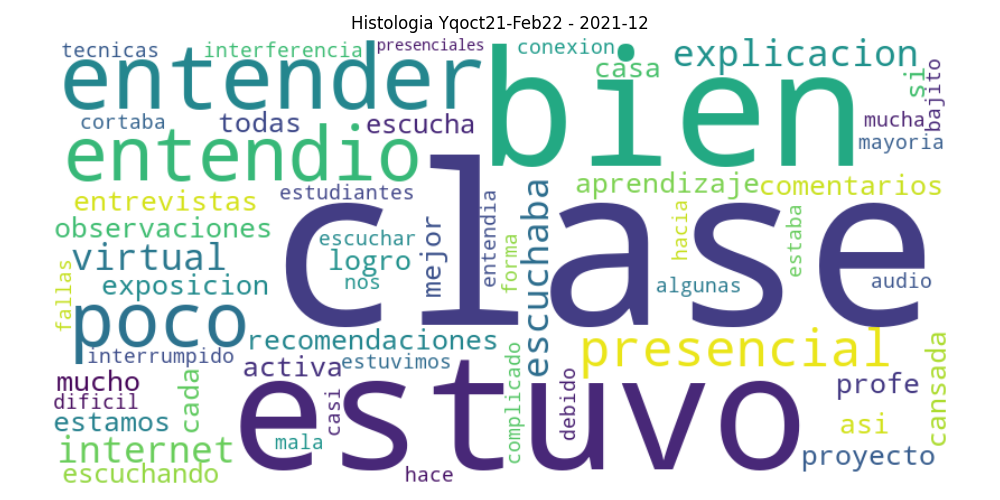 Histologia Yqoct21-Feb22 - 2021-12
tecnicas
interferencia
presenciales
conexion
explicacion
entender
bien
casa
si
bajito
cortaba
todas
escucha
mucha
mayoria
entendio
clase
aprendizaje
comentarios
entrevistas
estudiantes
observaciones
escuchar
mejor
entendia
forma
escuchaba
hacia
estaba
virtual
logro
nos
algunas
audio
fallas
exposicion
poco
recomendaciones
presencial
interrumpido
activa
estuvimos
estuvo
mucho
cada
casi
complicado
debido
profe
cansada
dificil
estamos
asi
internet
mala
proyecto
escuchando
hace